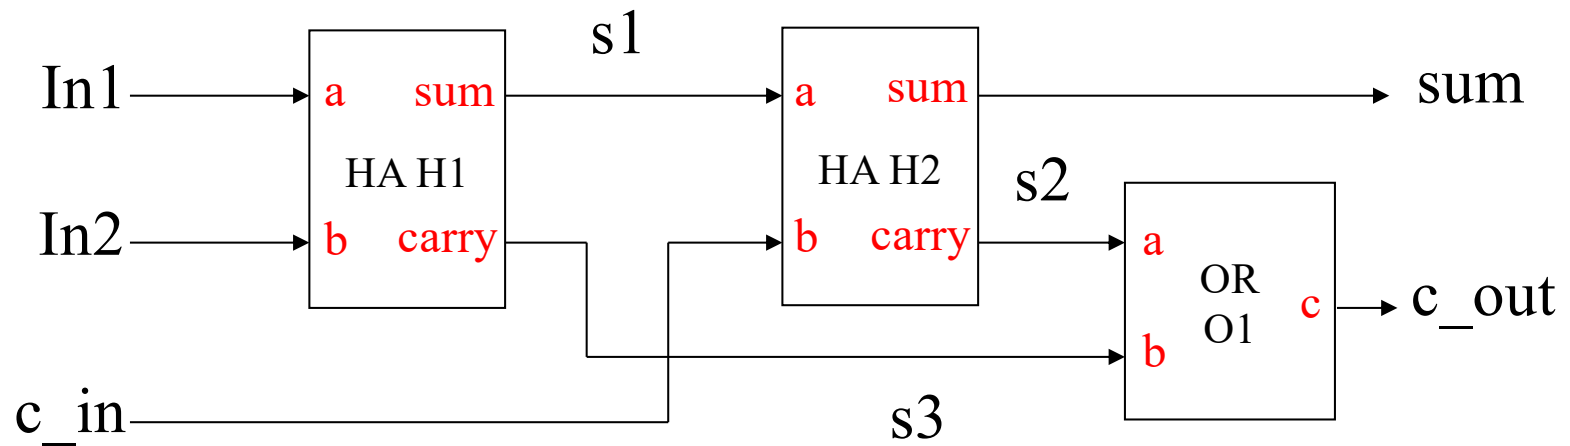 s1
In1 a sum a sum sum
HA H1 HA H2
s2
In2 b carry b carry a
OR
O1
c c_out
b
c_in
s3